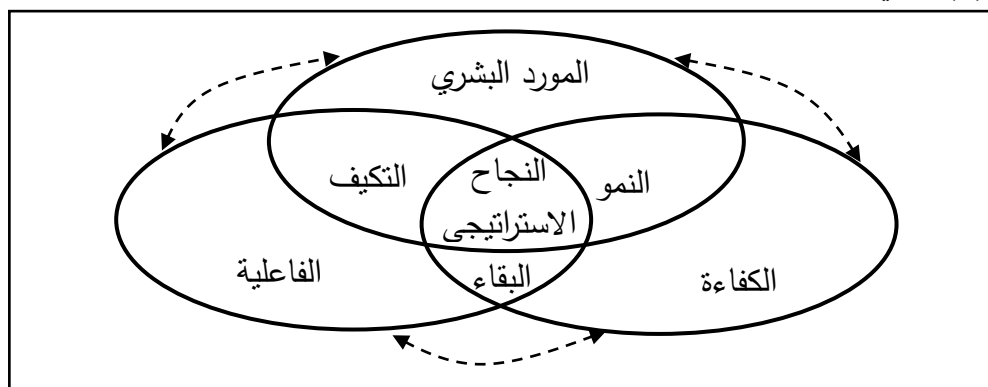 المورد البشري
التكيف
النجاح
الاستراتيجي
النمو
الفاعلية
البقاء
الكفاءة